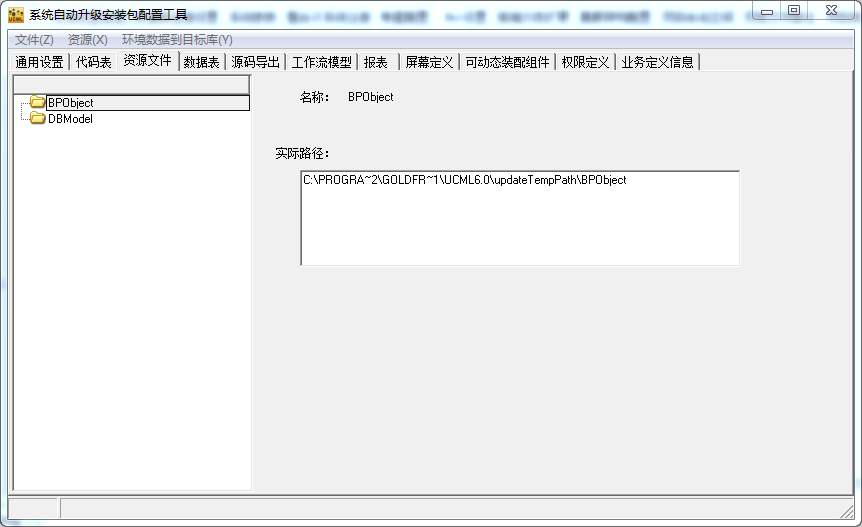 系统自动升级安装包配置工具
文件(Z) 资源(X) 环境数据到目标库(Y)
通用设置 代码表 资源文件 数据表 源码导出 工作流模型 报表 屏幕定义 可动态装配组件 权限定义 业务定义信息
BPObject
DBModel
名称: BPObject
实际路径:
C:\PROGRA~2\GOLDFR~1\UCML6.0\updateTempPath\BPObject